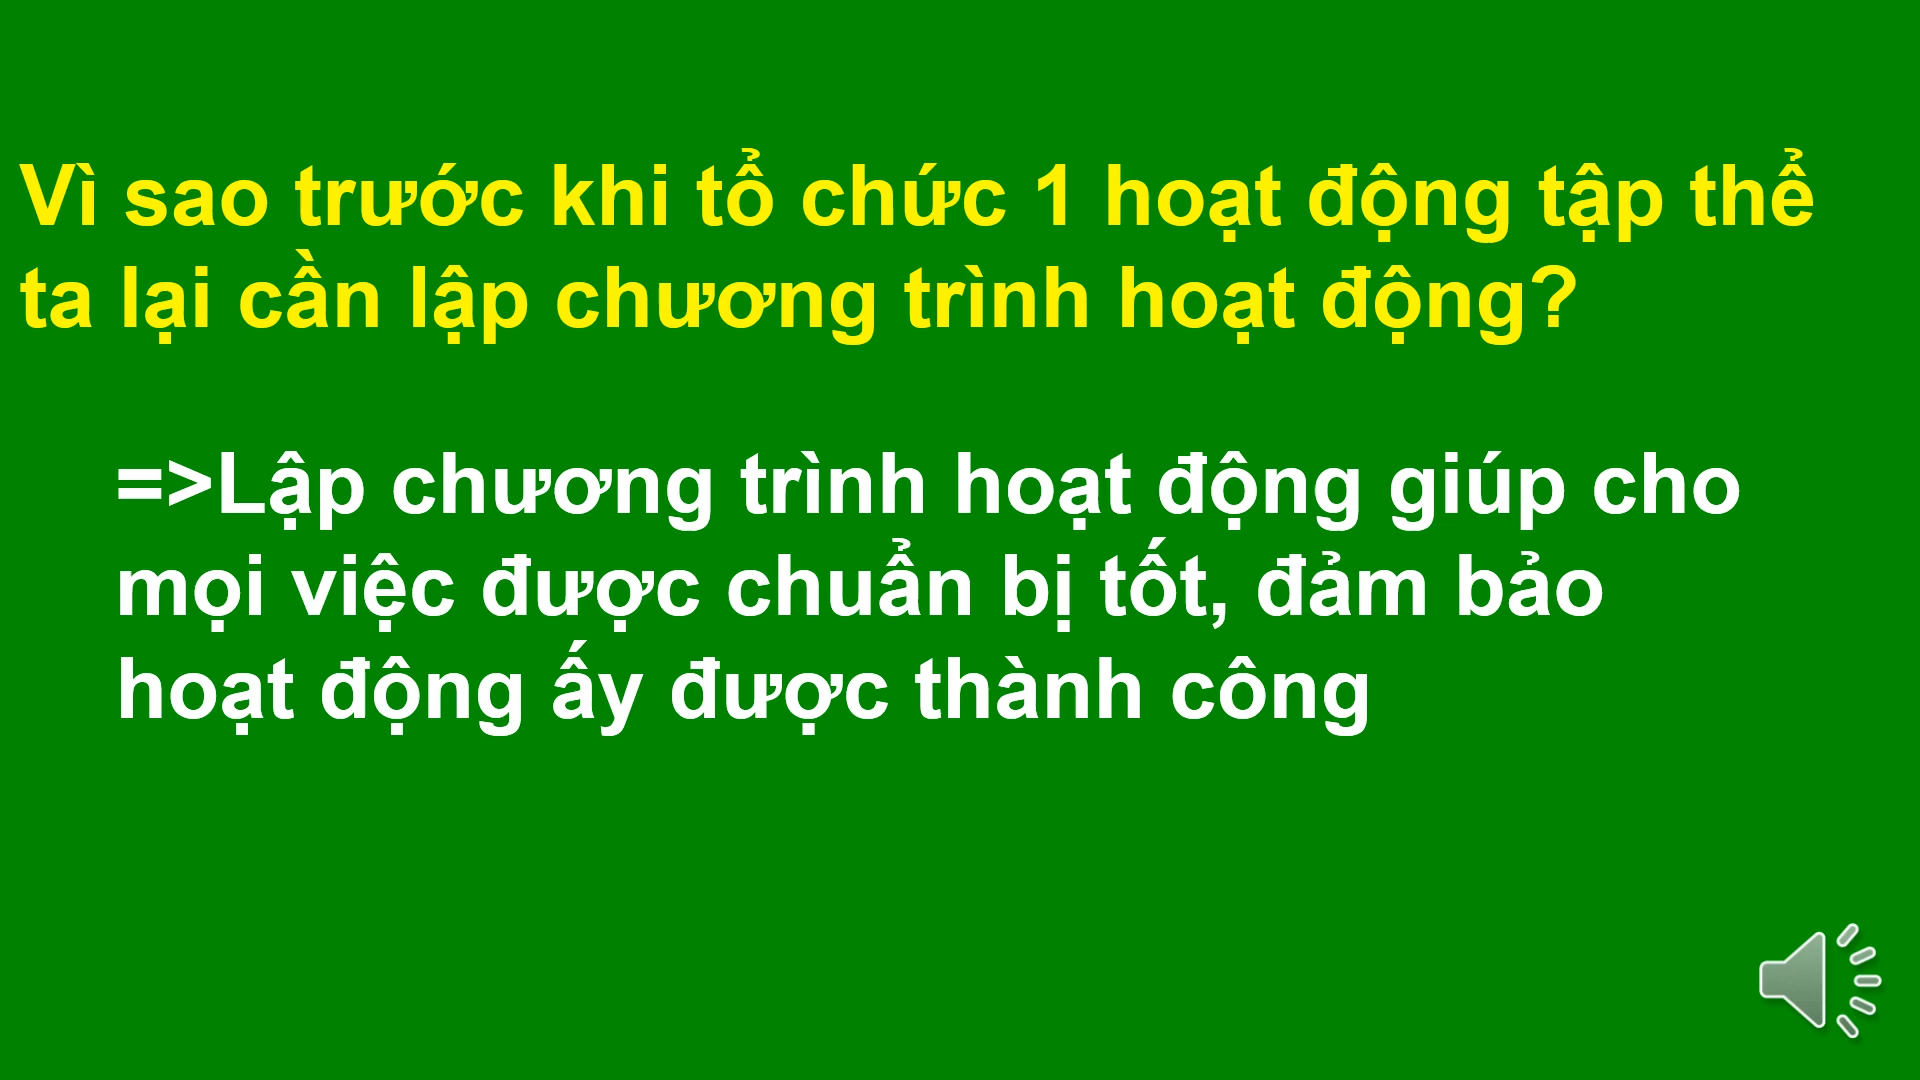 Vì sao trước khi tổ chức 1 hoạt động tập thể
ta lại cần lập chương trình hoạt động?
=>Lập chương trình hoạt động giúp cho
mọi việc được chuẩn bị tốt, đảm bảo
hoạt động ấy được thành công